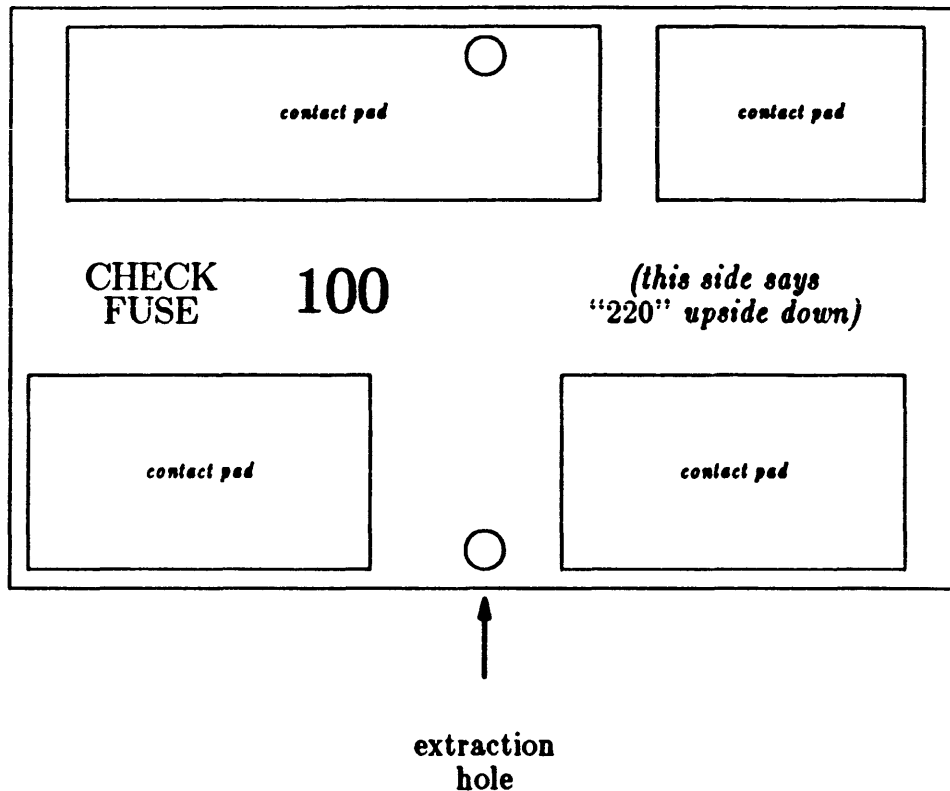 contact pad
contact pad
CHECK
FUSE
100
(this side says
“220” upside down)
contact pad
contact pad
extraction
hole